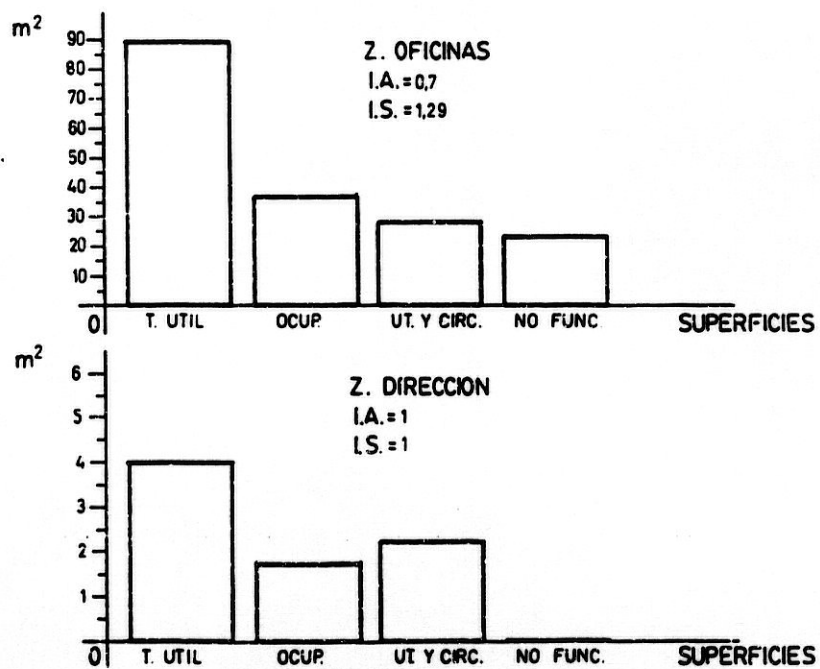 m²
90
80
70
60
50
40
30
20
10
0
Z. OFICINAS
I.A. = 0,7
I.S. = 1,29
T. UTIL OCUP. UT. Y CIRC. NO FUNC. SUPERFICIES
m²
6
5
4
3
2
1
0
Z. DIRECCION
I.A. = 1
I.S. = 1
T. UTIL OCUP. UT. Y CIRC. NO FUNC. SUPERFICIES